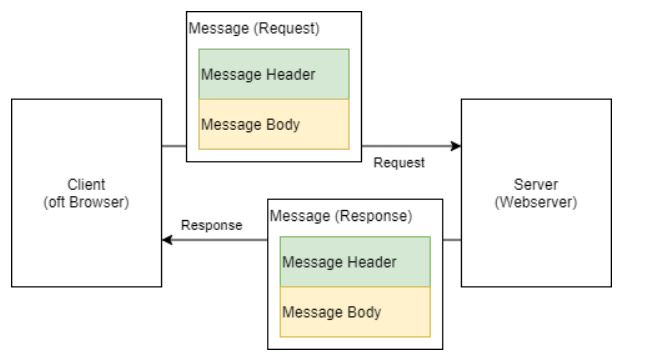 Message (Request)
Message Header
Message Body
Client
(oft Browser)
Request
Server
(Webserver)
Response
Message (Response)
Message Header
Message Body